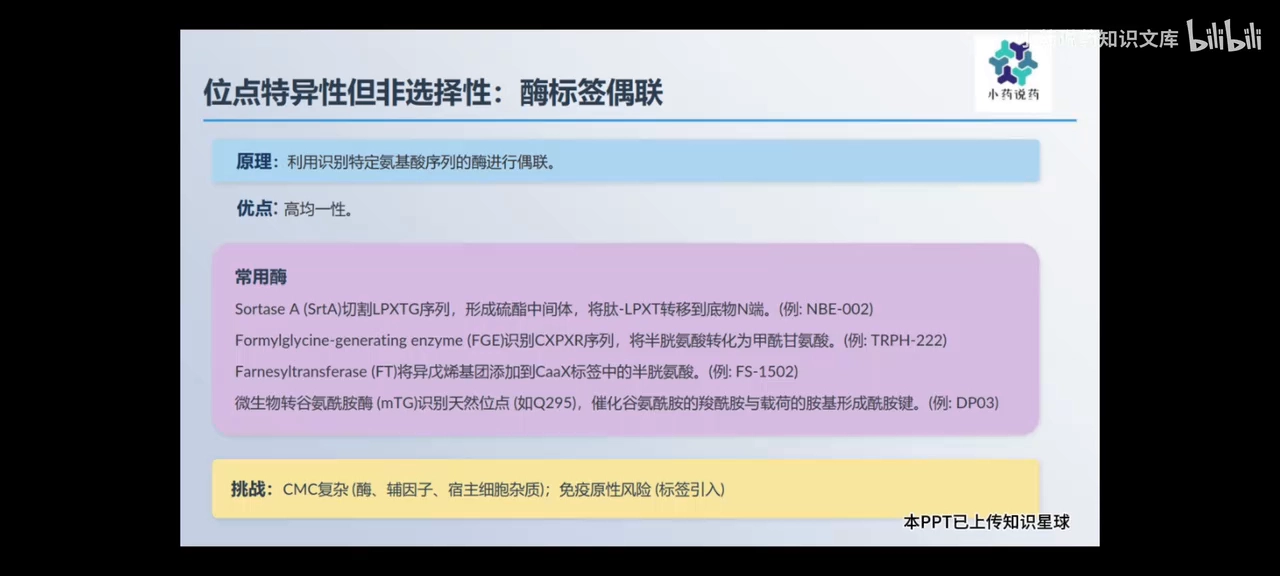 知识文库 bilibili
小药说药
位点特异性但非选择性：酶标签偶联
原理：利用识别特定氨基酸序列的酶进行偶联。
优点：高均一性。
常用酶
Sortase A (SrtA)切割LPXTG序列，形成硫酯中间体，将肽-LPXT转移到底物N端。(例: NBE-002)
Formylglycine-generating enzyme (FGE)识别CXPXR序列，将半胱氨酸转化为甲酰甘氨酸。(例: TRPH-222)
Farnesyltransferase (FT)将异戊烯基团添加到CaaX标签中的半胱氨酸。(例: FS-1502)
微生物转谷氨酰胺酶 (mTG)识别天然位点 (如Q295)，催化谷氨酰胺的羧酰胺与载荷的胺基形成酰胺键。(例: DP03)
挑战：CMC复杂 (酶、辅因子、宿主细胞杂质)；免疫原性风险 (标签引入)
本PPT已上传知识星球